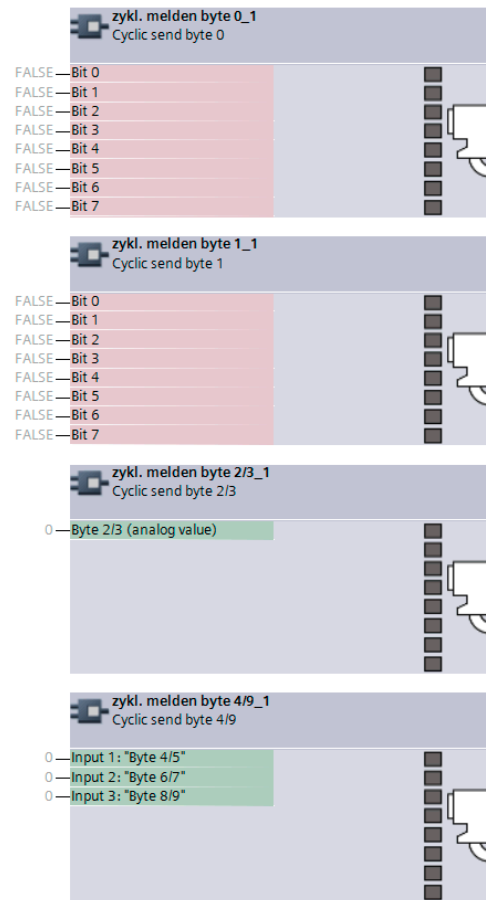 zykl. melden byte 0_1
Cyclic send byte 0
FALSE Bit 0
FALSE Bit 1
FALSE Bit 2
FALSE Bit 3
FALSE Bit 4
FALSE Bit 5
FALSE Bit 6
FALSE Bit 7
zykl. melden byte 1_1
Cyclic send byte 1
FALSE Bit 0
FALSE Bit 1
FALSE Bit 2
FALSE Bit 3
FALSE Bit 4
FALSE Bit 5
FALSE Bit 6
FALSE Bit 7
zykl. melden byte 2/3_1
Cyclic send byte 2/3
0 Byte 2/3 (analog value)
zykl. melden byte 4/9_1
Cyclic send byte 4/9
0 Input 1: "Byte 4/5"
0 Input 2: "Byte 6/7"
0 Input 3: "Byte 8/9"